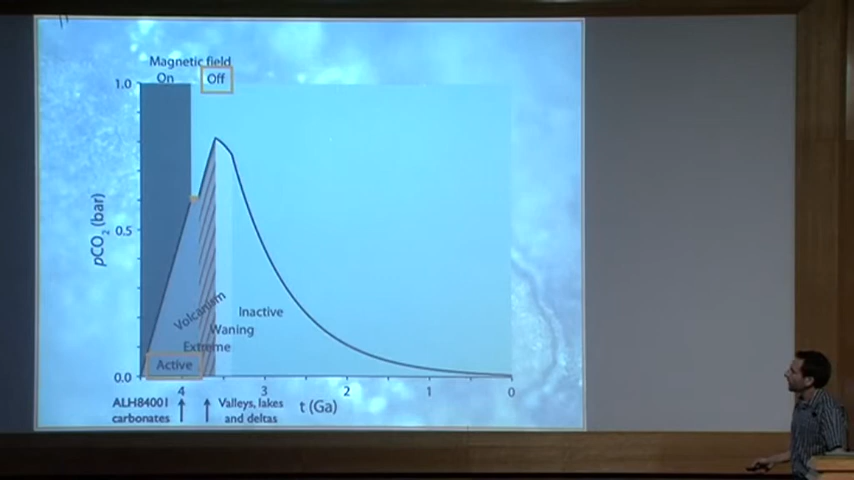 Magnetic field
On Off
1.0
0.5
0.0
pCO2 (bar)
Volcanism
Inactive
Waning
Extreme
Active
4 3 2 1 0
t (Ga)
ALH84001
carbonates
Valleys, lakes
and deltas